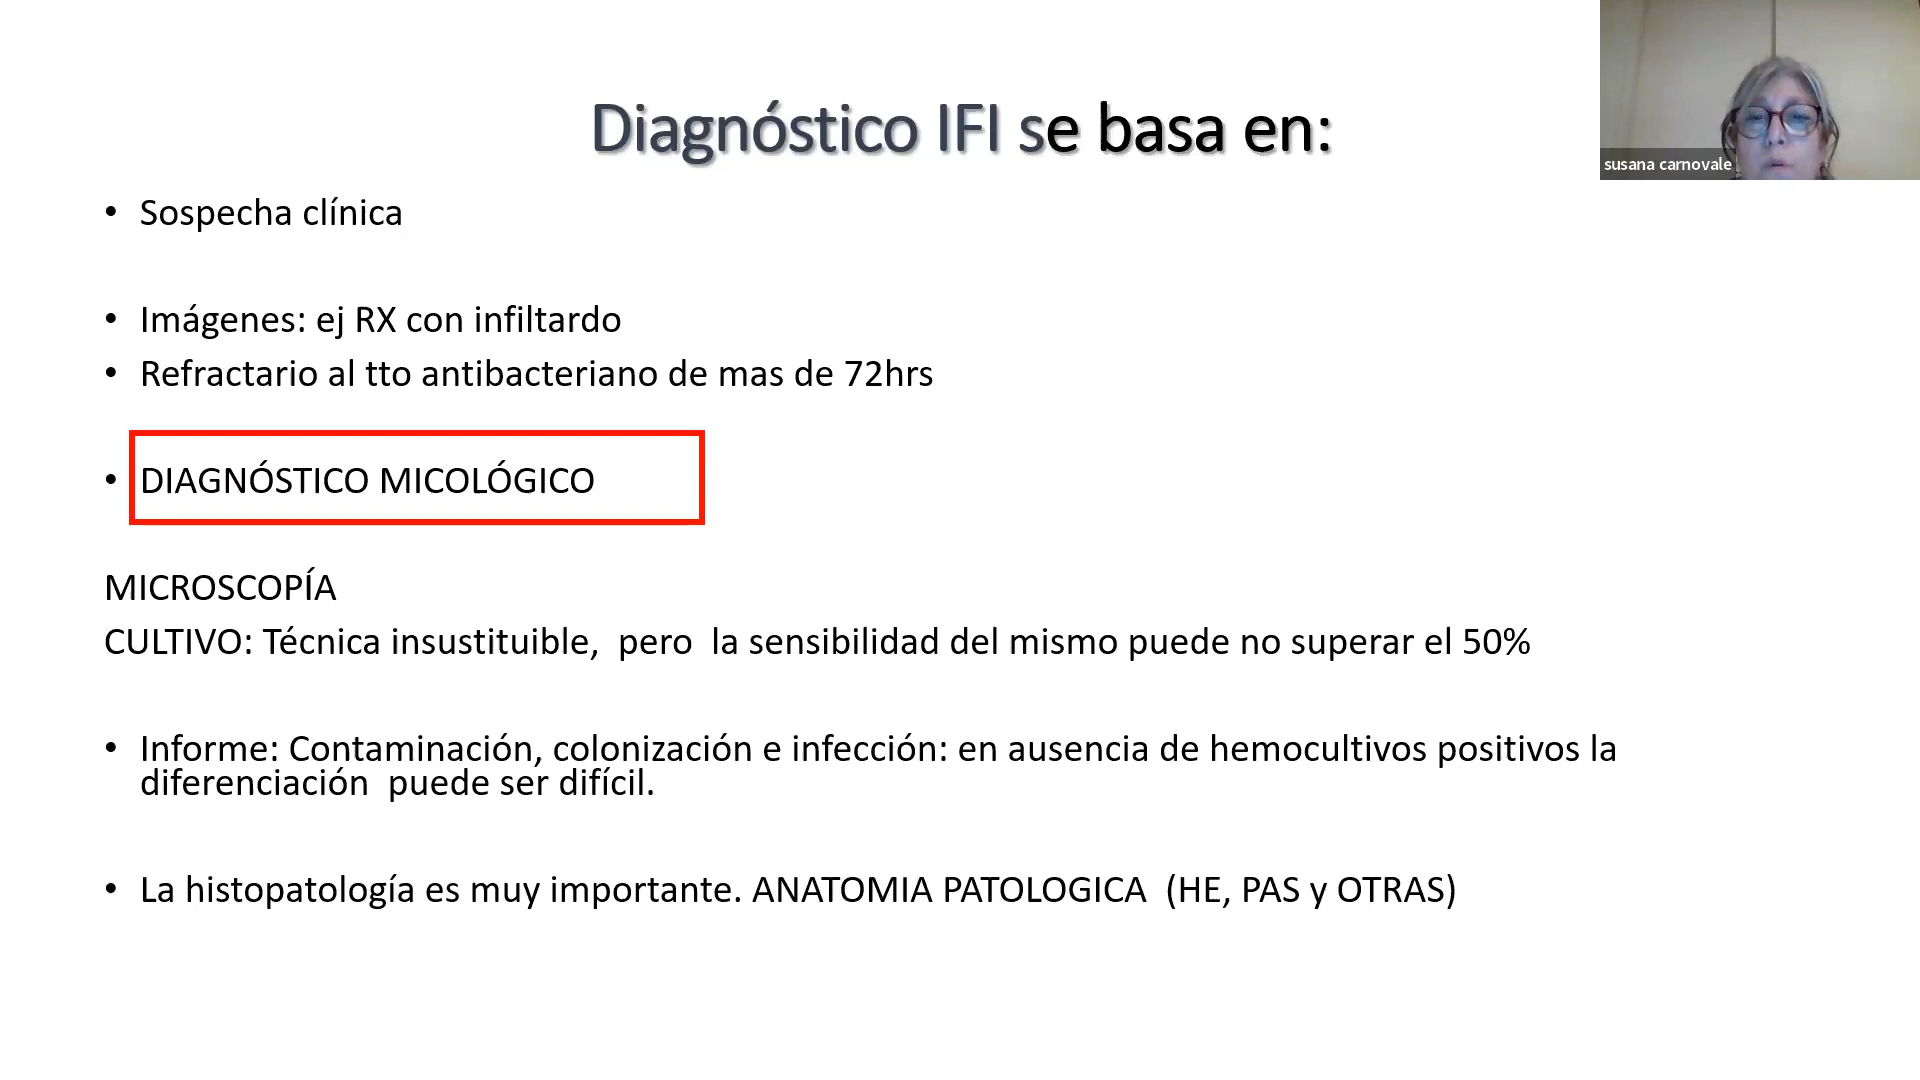 Diagnóstico IFI se basa en:
susana carnovale
• Sospecha clínica
• Imágenes: ej RX con infiltardo
• Refractario al tto antibacteriano de mas de 72hrs
• DIAGNÓSTICO MICOLÓGICO
MICROSCOPÍA
CULTIVO: Técnica insustituible, pero la sensibilidad del mismo puede no superar el 50%
• Informe: Contaminación, colonización e infección: en ausencia de hemocultivos positivos la
diferenciación puede ser difícil.
• La histopatología es muy importante. ANATOMIA PATOLOGICA (HE, PAS y OTRAS)